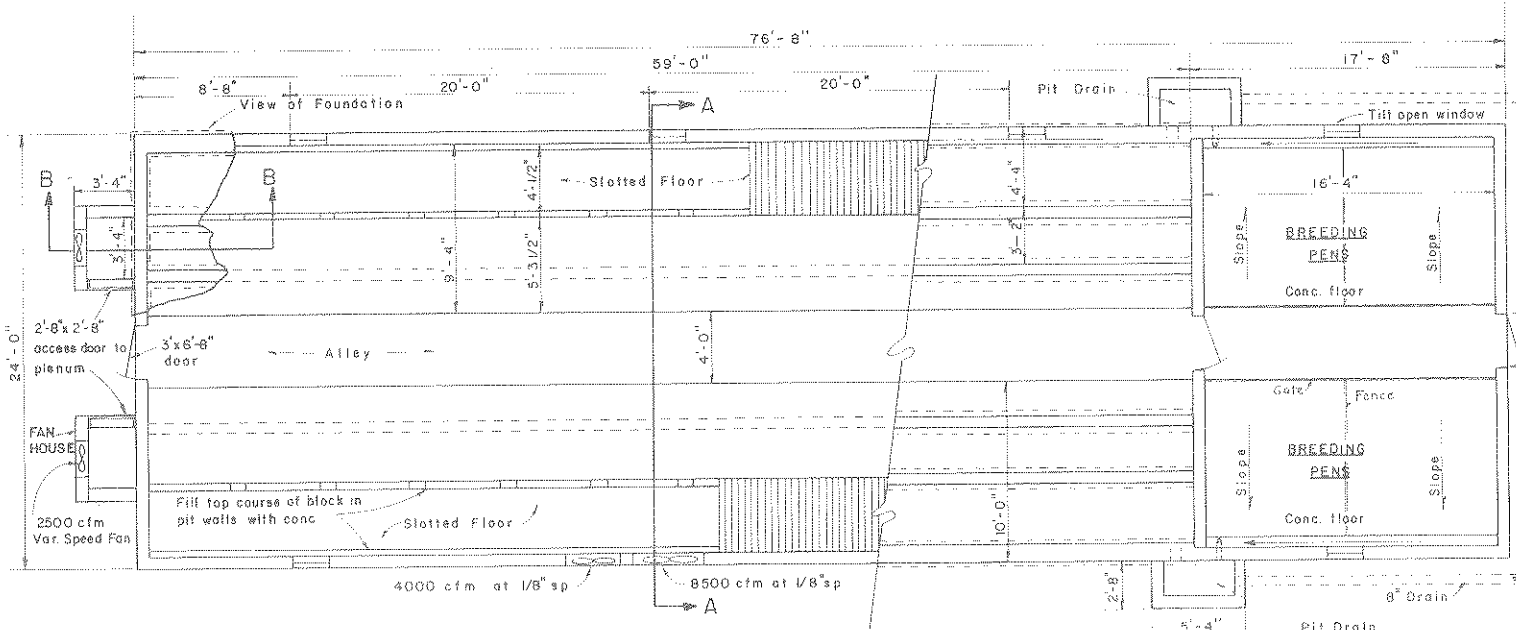 76'-8"
59'-0"
17'-8"
8'-8"
20'-0"
20'-0"
View of Foundation
A
Pit Drain
Tilt open window
B
B
3'-4"
Slotted Floor
4'-1/2"
4'-4"
16'-4"
3'-4"
9'-4"
5'3 1/2"
3'-2"
Slope
BREEDING
PENS
Slope
Conc. floor
24'-0"
2'-8"x 2'-8"
access door to
plenum
3'x6'-8"
door
Alley
4'-0"
Gate
Fence
FAN
HOUSE
Slope
BREEDING
PENS
Slope
Conc. floor
Fill top course of block in
pit walls with conc
Slotted Floor
10'-0"
2500 cfm
Var. Speed Fan
4000 cfm at 1/8" sp
8500 cfm at 1/8"sp
A
2'-8"
8" Drain
5'-4"
Pit Drain